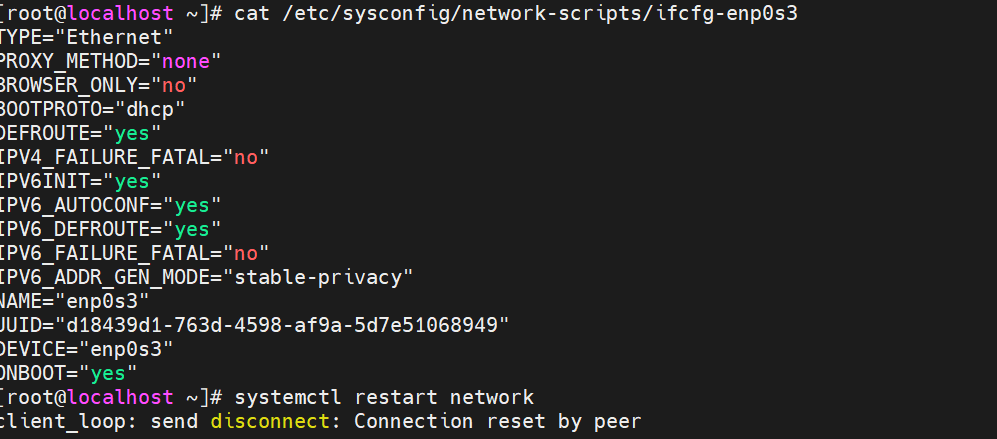 [root@localhost ~]# cat /etc/sysconfig/network-scripts/ifcfg-enp0s3
TYPE="Ethernet"
PROXY_METHOD="none"
BROWSER_ONLY="no"
BOOTPROTO="dhcp"
DEFROUTE="yes"
IPV4_FAILURE_FATAL="no"
IPV6INIT="yes"
IPV6_AUTOCONF="yes"
IPV6_DEFROUTE="yes"
IPV6_FAILURE_FATAL="no"
IPV6_ADDR_GEN_MODE="stable-privacy"
NAME="enp0s3"
UUID="d18439d1-763d-4598-af9a-5d7e51068949"
DEVICE="enp0s3"
ONBOOT="yes"
[root@localhost ~]# systemctl restart network
client_loop: send disconnect: Connection reset by peer